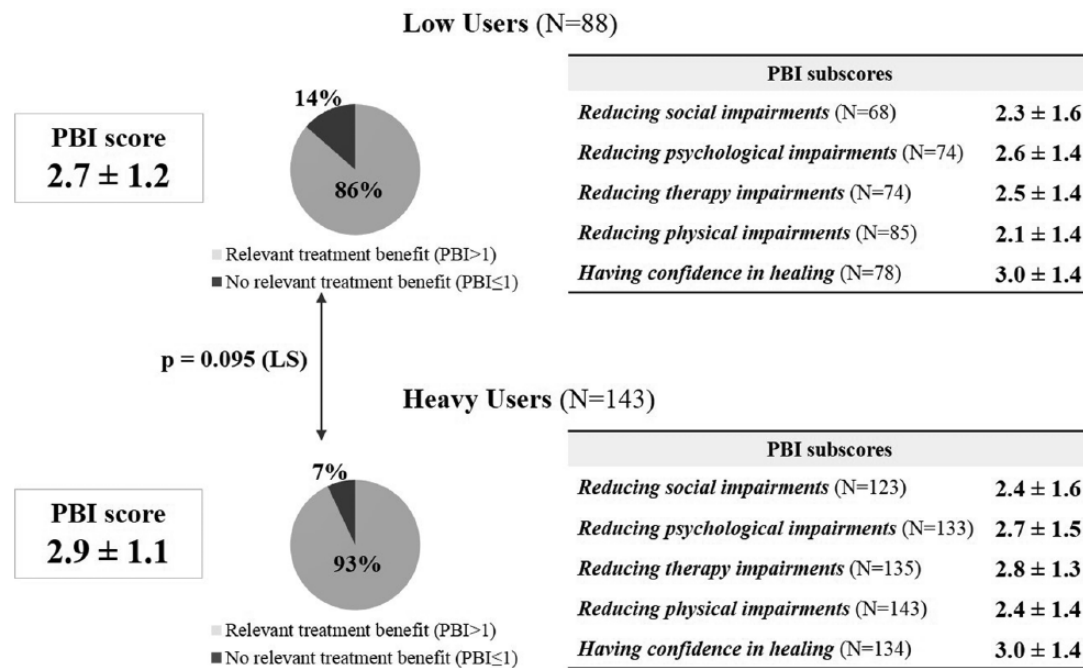 Low Users (N=88)
PBI score
2.7 ± 1.2
14%
86%
Relevant treatment benefit (PBI>1)
No relevant treatment benefit (PBI≤1)
PBI subscores
Reducing social impairments (N=68) 2.3 ± 1.6
Reducing psychological impairments (N=74) 2.6 ± 1.4
Reducing therapy impairments (N=74) 2.5 ± 1.4
Reducing physical impairments (N=85) 2.1 ± 1.4
Having confidence in healing (N=78) 3.0 ± 1.4
p = 0.095 (LS)
Heavy Users (N=143)
PBI score
2.9 ± 1.1
7%
93%
Relevant treatment benefit (PBI>1)
No relevant treatment benefit (PBI≤1)
PBI subscores
Reducing social impairments (N=123) 2.4 ± 1.6
Reducing psychological impairments (N=133) 2.7 ± 1.5
Reducing therapy impairments (N=135) 2.8 ± 1.3
Reducing physical impairments (N=143) 2.4 ± 1.4
Having confidence in healing (N=134) 3.0 ± 1.4